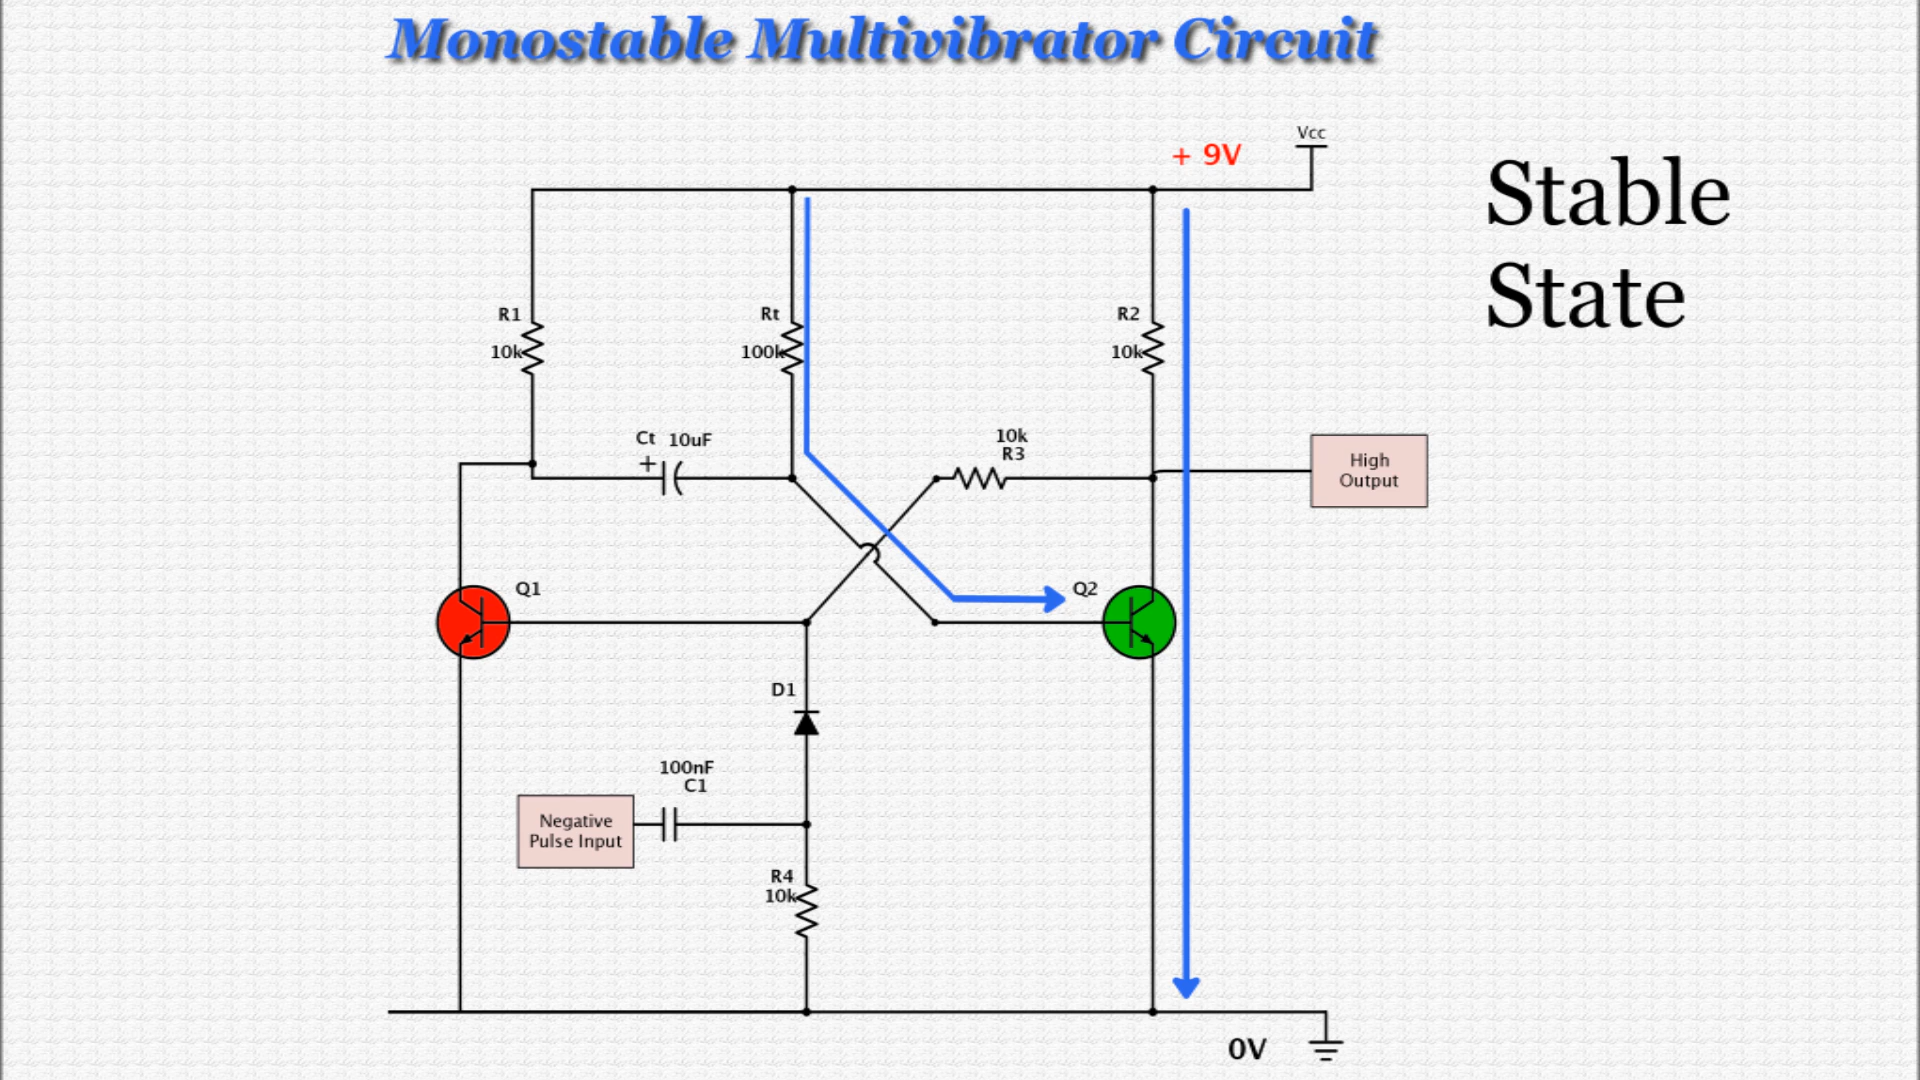 Monostable Multivibrator Circuit
Vcc
+ 9V
Stable
State
R1
10k
Rt
100k
R2
10k
Ct 10uF
+
10k
R3
High
Output
Q1
Q2
D1
100nF
C1
Negative
Pulse Input
R4
10k
0V